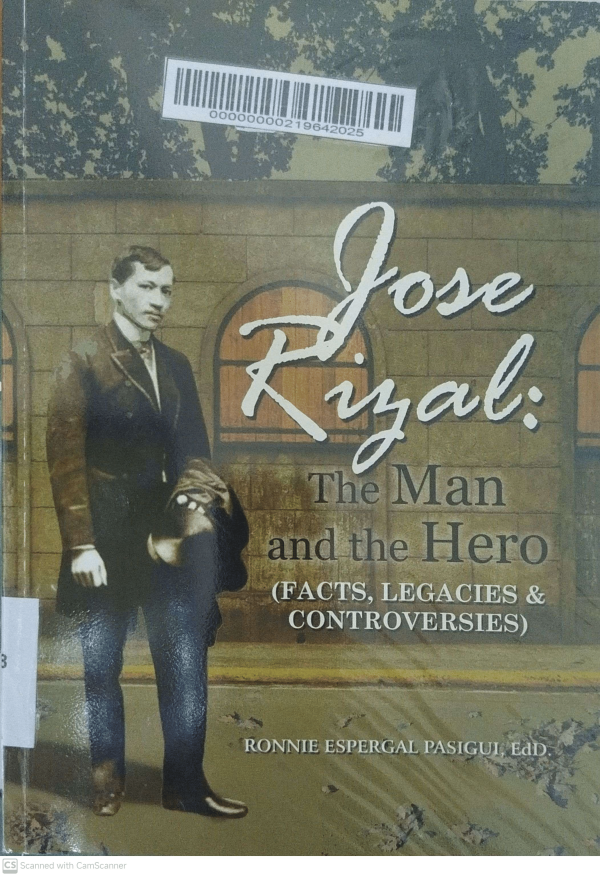 00000000219642025
Jose
Rizal:
The Man
and the Hero
(FACTS, LEGACIES &
CONTROVERSIES)
RONNIE ESPERGAL PASIGUI, EdD.
3
CS Scanned with CamScanner